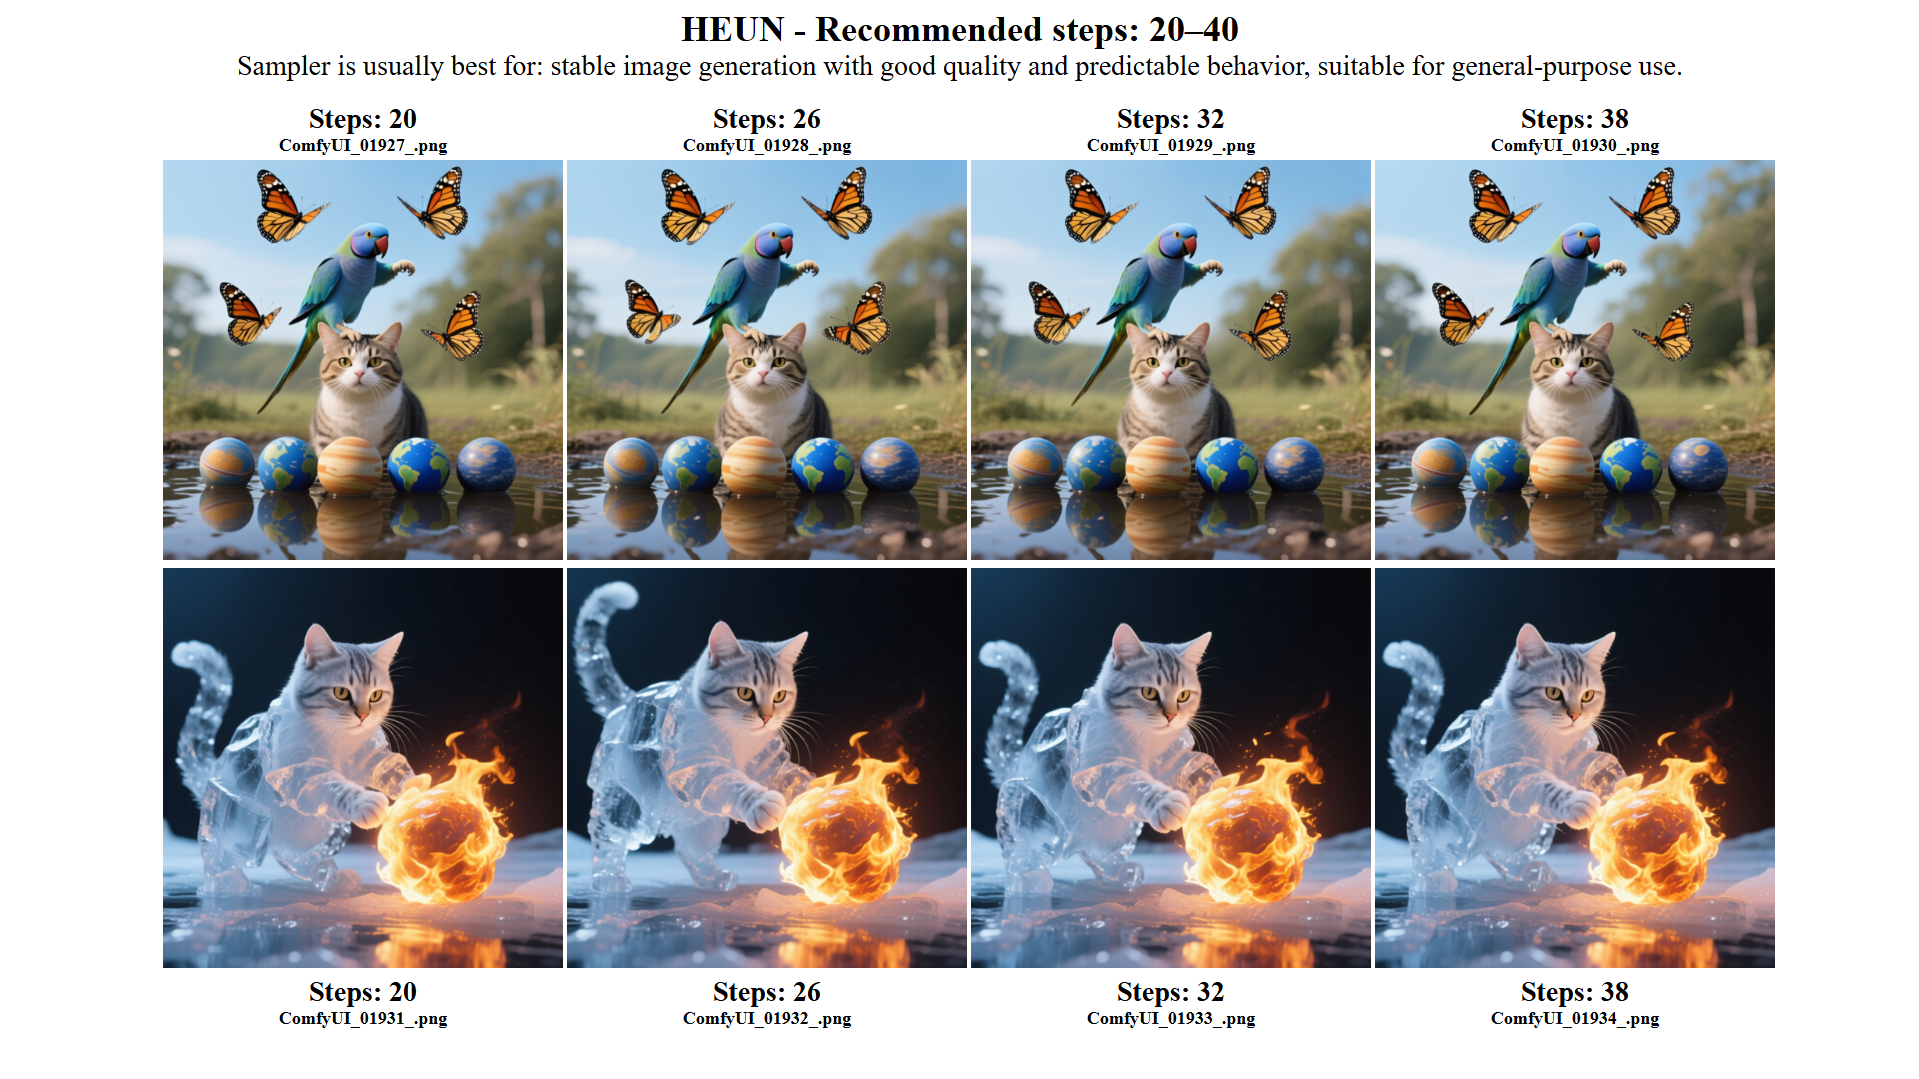 HEUN - Recommended steps: 20–40
Sampler is usually best for: stable image generation with good quality and predictable behavior, suitable for general-purpose use.
Steps: 20
ComfyUI_01927_.png
Steps: 26
ComfyUI_01928_.png
Steps: 32
ComfyUI_01929_.png
Steps: 38
ComfyUI_01930_.png
Steps: 20
ComfyUI_01931_.png
Steps: 26
ComfyUI_01932_.png
Steps: 32
ComfyUI_01933_.png
Steps: 38
ComfyUI_01934_.png